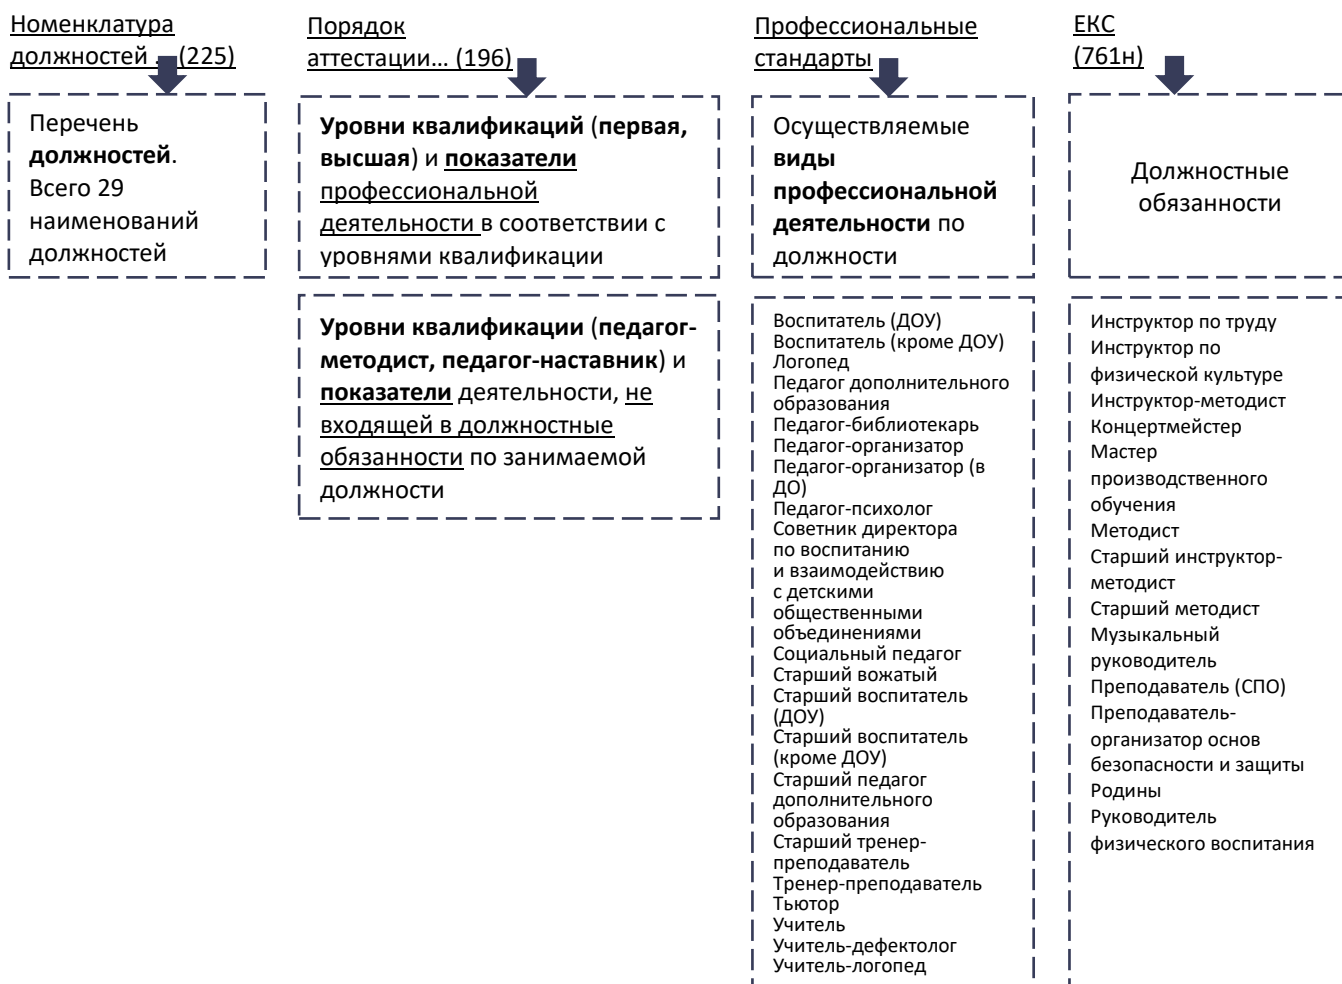 Номенклатура
должностей … (225)
Перечень
должностей.
Всего 29
наименований
должностей
Порядок
аттестации… (196)
Уровни квалификаций (первая,
высшая) и показатели
профессиональной
деятельности в соответствии с
уровнями квалификации
Уровни квалификации (педагог-
методист, педагог-наставник) и
показатели деятельности, не
входящей в должностные
обязанности по занимаемой
должности
Профессиональные
стандарты
Осуществляемые
виды
профессиональной
деятельности по
должности
Воспитатель (ДОУ)
Воспитатель (кроме ДОУ)
Логопед
Педагог дополнительного
образования
Педагог-библиотекарь
Педагог-организатор
Педагог-организатор (в
ДО)
Педагог-психолог
Советник директора
по воспитанию
и взаимодействию
с детскими
общественными
объединениями
Социальный педагог
Старший вожатый
Старший воспитатель
(ДОУ)
Старший воспитатель
(кроме ДОУ)
Старший педагог
дополнительного
образования
Старший тренер-
преподаватель
Тренер-преподаватель
Тьютор
Учитель
Учитель-дефектолог
Учитель-логопед
ЕКС
(761н)
Должностные
обязанности
Инструктор по труду
Инструктор по
физической культуре
Инструктор-методист
Концертмейстер
Мастер
производственного
обучения
Методист
Старший инструктор-
методист
Старший методист
Музыкальный
руководитель
Преподаватель (СПО)
Преподаватель-
организатор основ
безопасности и защиты
Родины
Руководитель
физического воспитания